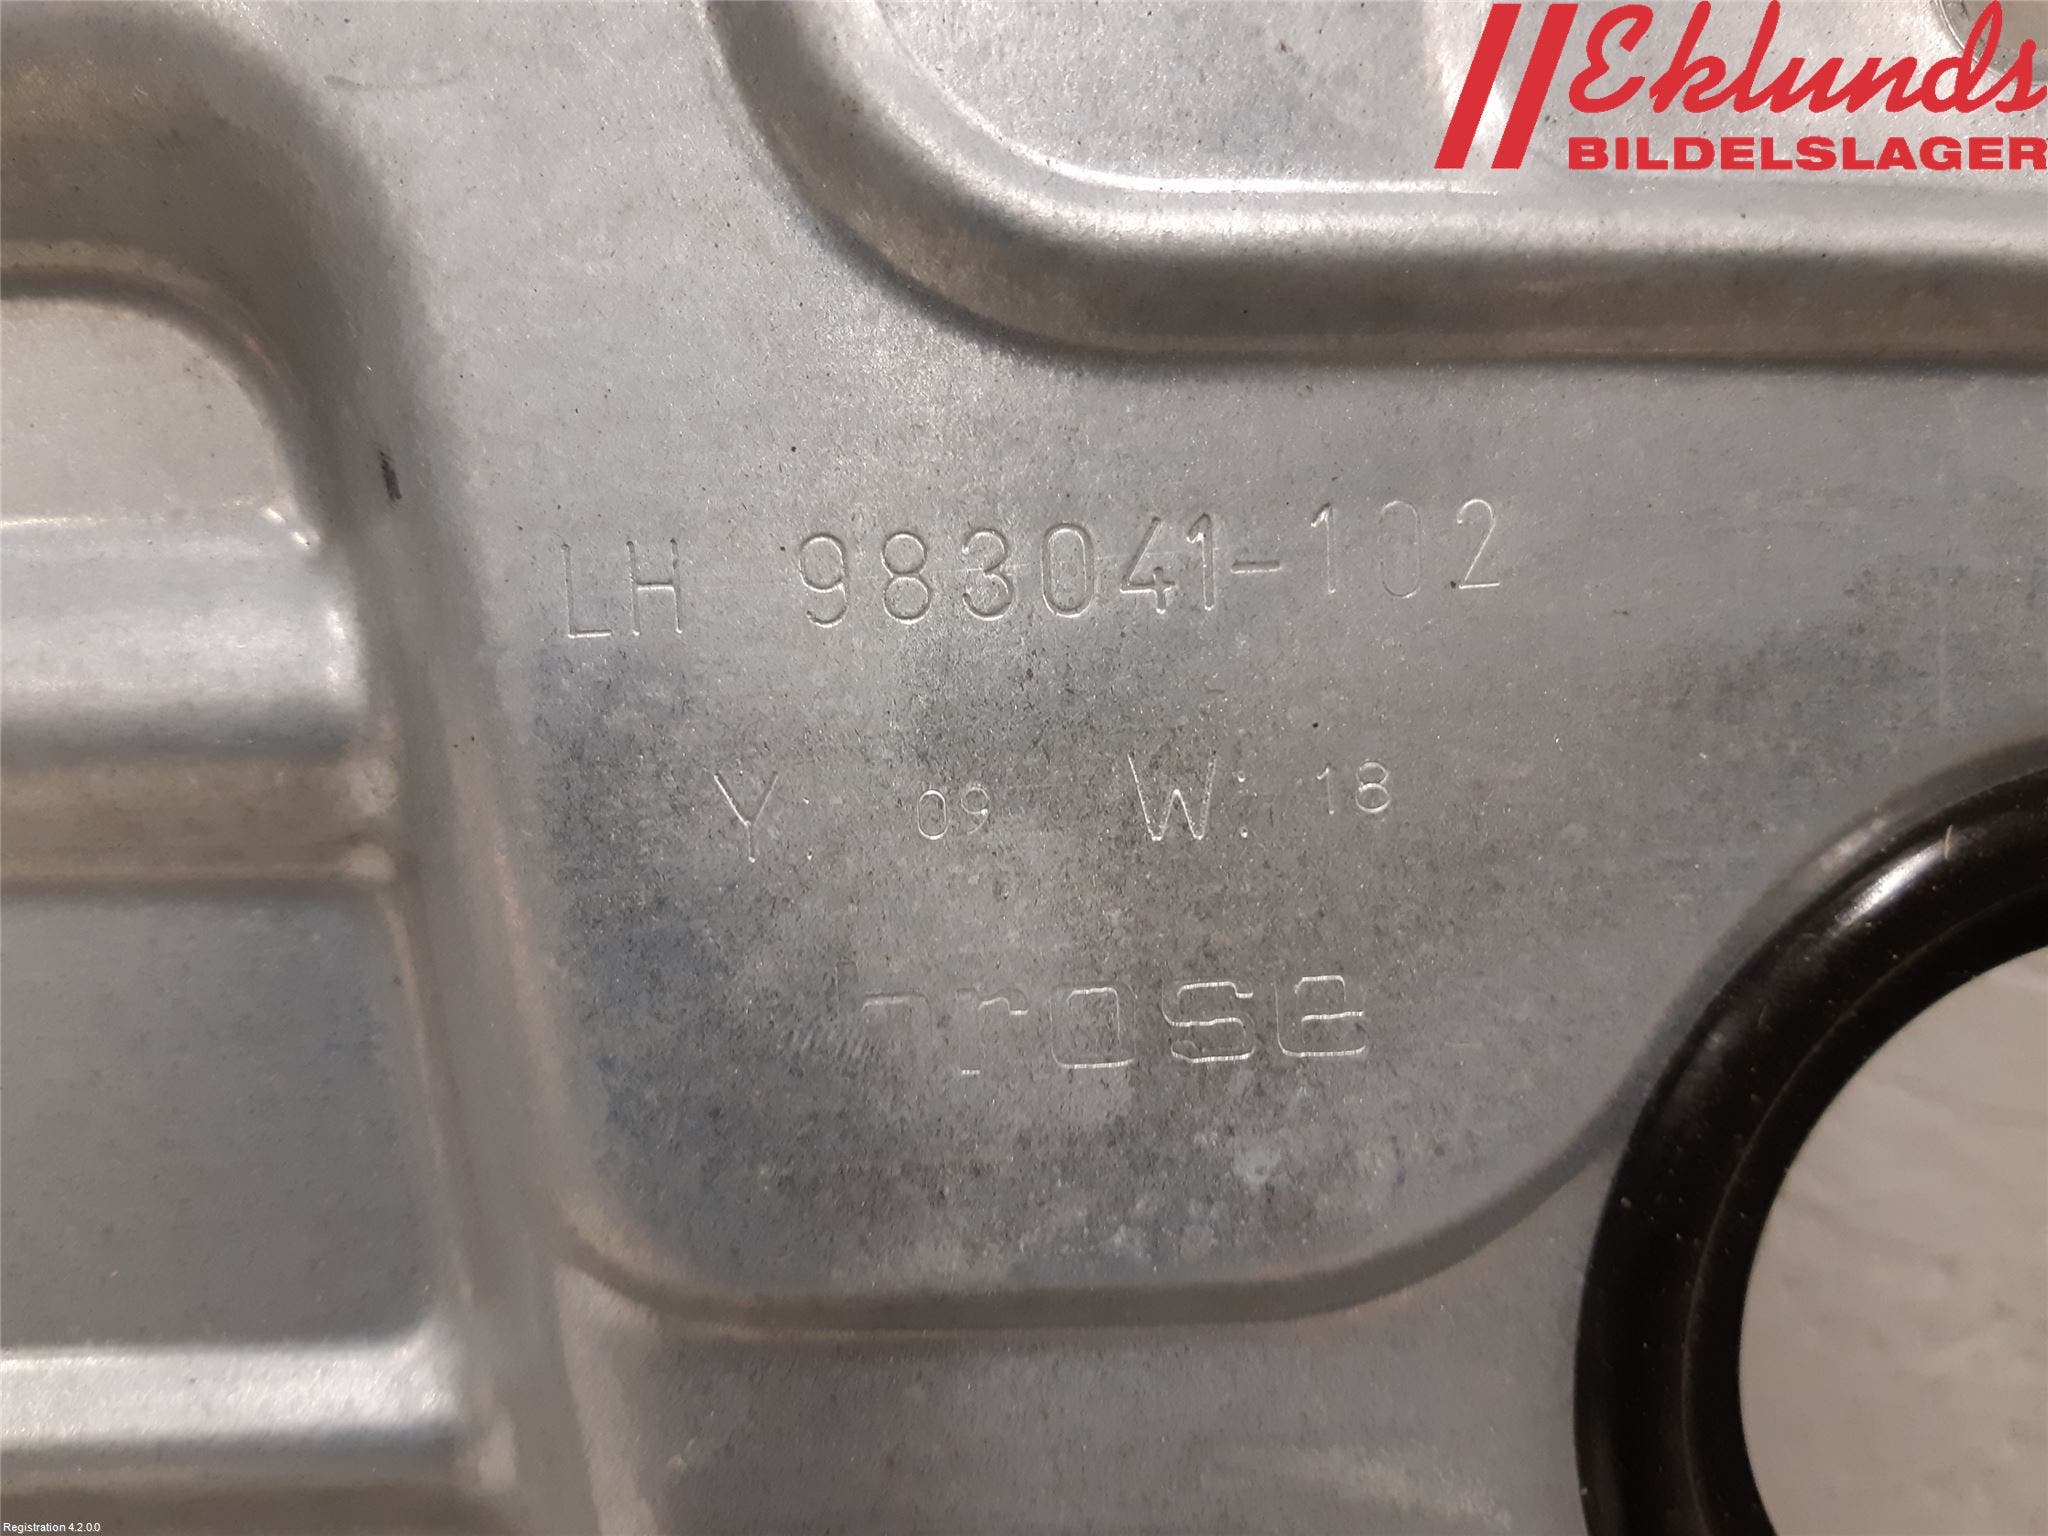 Eklunds
BILDELSLAGER
LH 983041-102
Y: 09 W: 18
brose
Registration 4.2.0.0